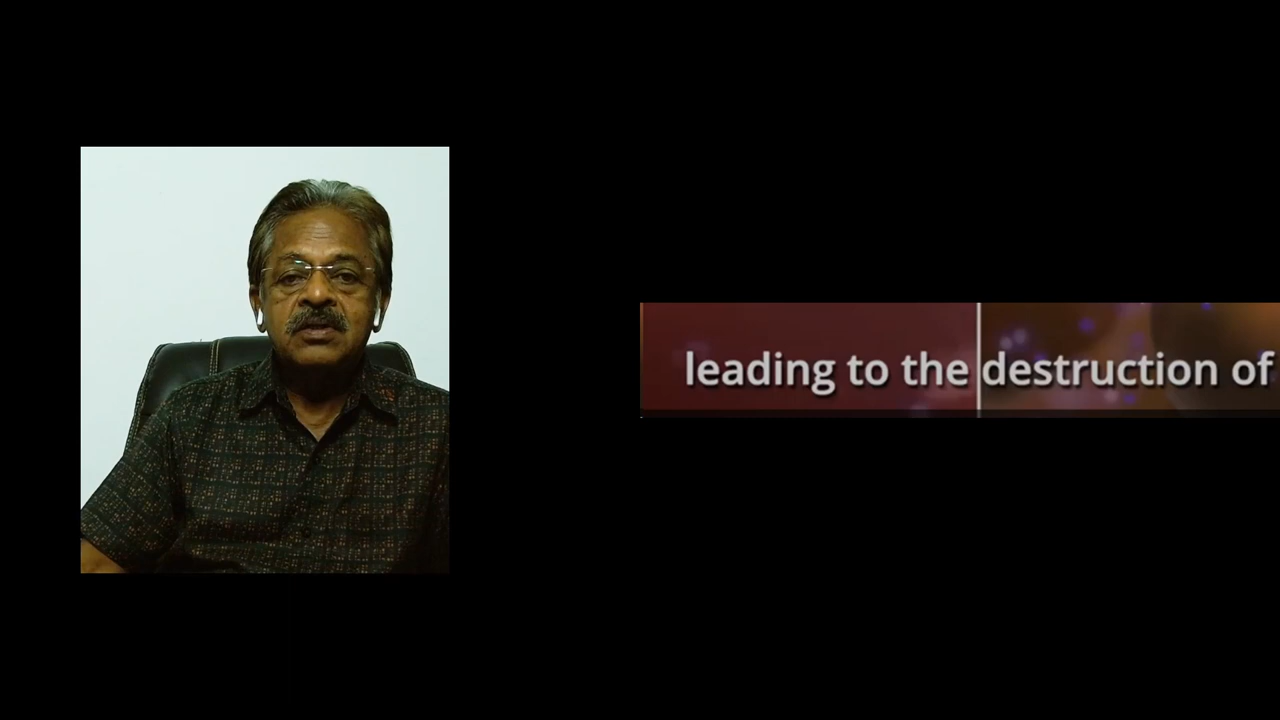 leading to the destruction of